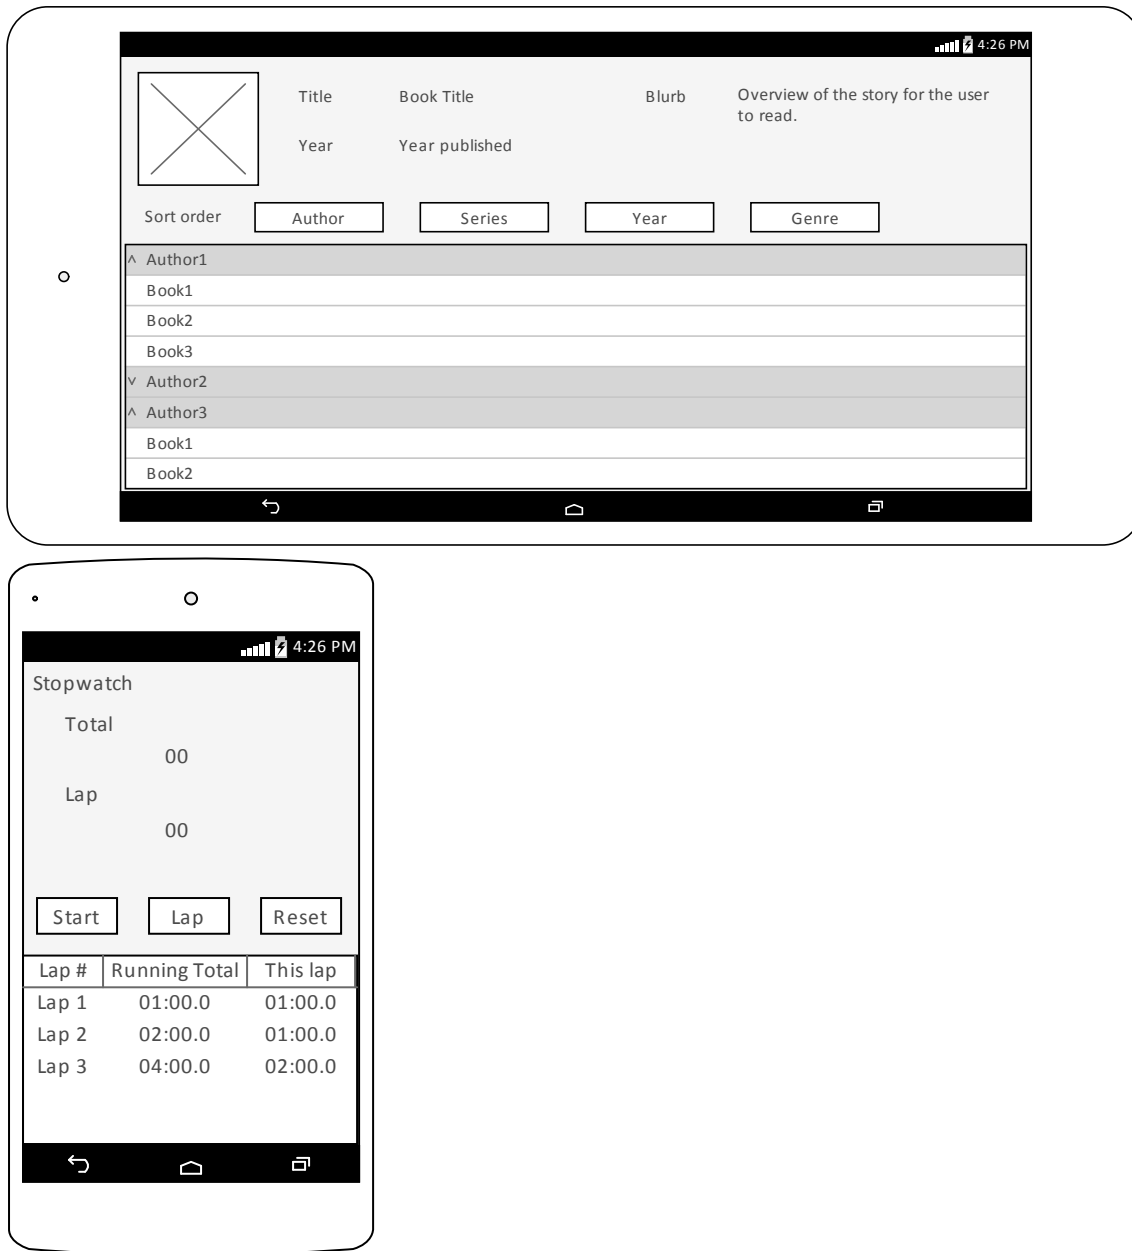 4:26 PM
Title Book Title Blurb Overview of the story for the user
to read.
Year Year published
Sort order Author Series Year Genre
^ Author1
Book1
Book2
Book3
v Author2
^ Author3
Book1
Book2
4:26 PM
Stopwatch
Total
00
Lap
00
Start Lap Reset
Lap # Running Total This lap
Lap 1 01:00.0 01:00.0
Lap 2 02:00.0 01:00.0
Lap 3 04:00.0 02:00.0